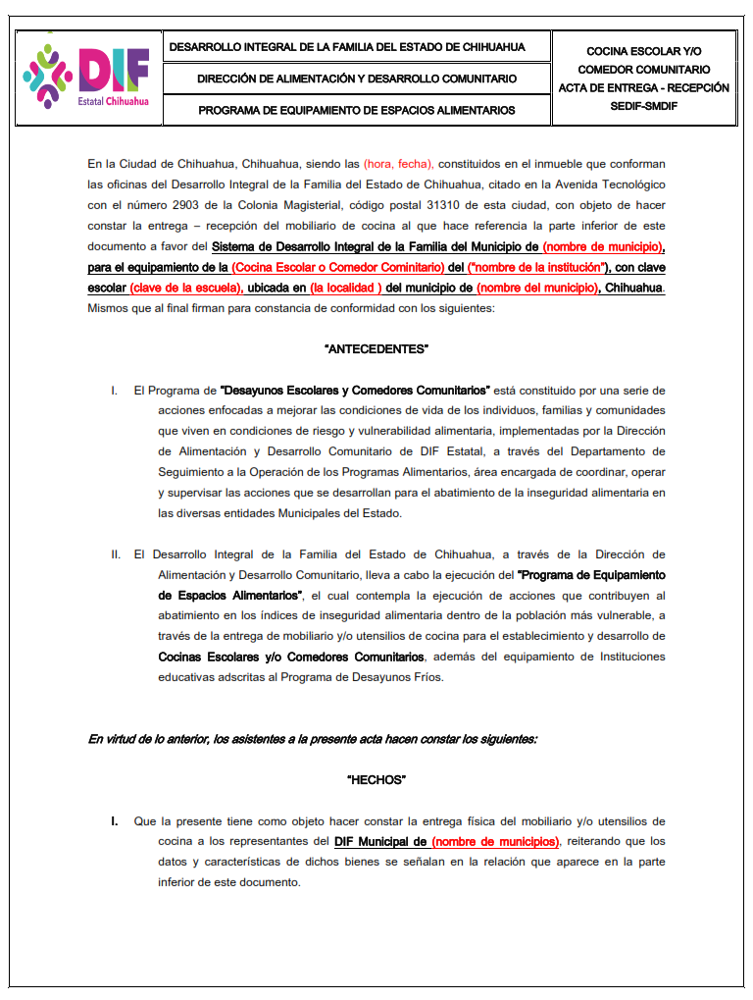 DIF
Estatal Chihuahua
DESARROLLO INTEGRAL DE LA FAMILIA DEL ESTADO DE CHIHUAHUA
DIRECCIÓN DE ALIMENTACIÓN Y DESARROLLO COMUNITARIO
PROGRAMA DE EQUIPAMIENTO DE ESPACIOS ALIMENTARIOS
COCINA ESCOLAR Y/O
COMEDOR COMUNITARIO
ACTA DE ENTREGA - RECEPCIÓN
SEDIF-SMDIF
En la Ciudad de Chihuahua, Chihuahua, siendo las (hora, fecha), constituidos en el inmueble que conforman
las oficinas del Desarrollo Integral de la Familia del Estado de Chihuahua, citado en la Avenida Tecnológico
con el número 2903 de la Colonia Magisterial, código postal 31310 de esta ciudad, con objeto de hacer
constar la entrega – recepción del mobiliario de cocina al que hace referencia la parte inferior de este
documento a favor del Sistema de Desarrollo Integral de la Familia del Municipio de (nombre de municipio),
para el equipamiento de la (Cocina Escolar o Comedor Cominitario) del (“nombre de la institución”), con clave
escolar (clave de la escuela), ubicada en (la localidad ) del municipio de (nombre del municipio), Chihuahua.
Mismos que al final firman para constancia de conformidad con los siguientes:
“ANTECEDENTES”
I. El Programa de “Desayunos Escolares y Comedores Comunitarios” está constituido por una serie de
acciones enfocadas a mejorar las condiciones de vida de los individuos, familias y comunidades
que viven en condiciones de riesgo y vulnerabilidad alimentaria, implementadas por la Dirección
de Alimentación y Desarrollo Comunitario de DIF Estatal, a través del Departamento de
Seguimiento a la Operación de los Programas Alimentarios, área encargada de coordinar, operar
y supervisar las acciones que se desarrollan para el abatimiento de la inseguridad alimentaria en
las diversas entidades Municipales del Estado.
II. El Desarrollo Integral de la Familia del Estado de Chihuahua, a través de la Dirección de
Alimentación y Desarrollo Comunitario, lleva a cabo la ejecución del “Programa de Equipamiento
de Espacios Alimentarios”, el cual contempla la ejecución de acciones que contribuyen al
abatimiento en los índices de inseguridad alimentaria dentro de la población más vulnerable, a
través de la entrega de mobiliario y/o utensilios de cocina para el establecimiento y desarrollo de
Cocinas Escolares y/o Comedores Comunitarios, además del equipamiento de Instituciones
educativas adscritas al Programa de Desayunos Fríos.
En virtud de lo anterior, los asistentes a la presente acta hacen constar los siguientes:
“HECHOS”
I. Que la presente tiene como objeto hacer constar la entrega física del mobiliario y/o utensilios de
cocina a los representantes del DIF Municipal de (nombre de municipios), reiterando que los
datos y características de dichos bienes se señalan en la relación que aparece en la parte
inferior de este documento.